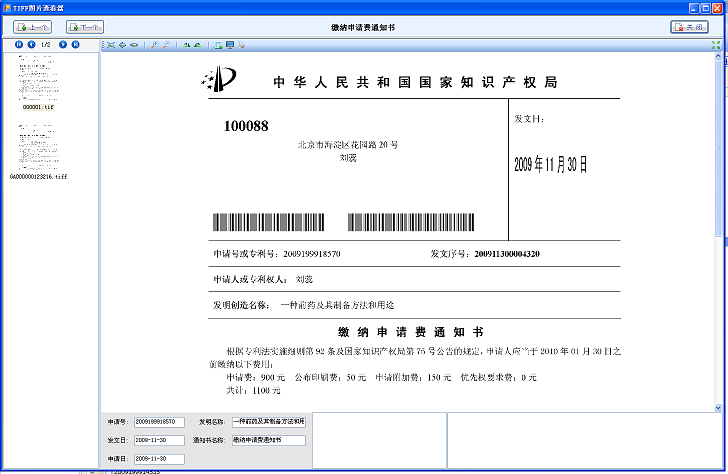 TIFF图片查看器
上一个
下一个
缴纳申请费通知书
关闭
1/2
000001.tif
GA000000123216.tiff
中华人民共和国国家知识产权局
100088
北京市海淀区花园路 20 号
刘蕊
发文日：
2009 年 11 月 30 日
申请号或专利号：2009199918570
发文序号：200911300004320
申请人或专利权人： 刘蕊
发明创造名称： 一种前药及其制备方法和用途
缴纳申请费通知书
根据专利法实施细则第 92 条及国家知识产权局第 75 号公告的规定，申请人应当于 2010 年 01 月 30 日之
前缴纳以下费用：
申请费：900 元 公布印刷费：50 元 申请附加费：150 元 优先权要求费：0 元
共计：1100 元
申请号： 2009199918570 发明名称： 一种前药及其制备方法和用
发文日： 2009-11-30 通知书名称： 缴纳申请费通知书
申请日： 2009-11-30